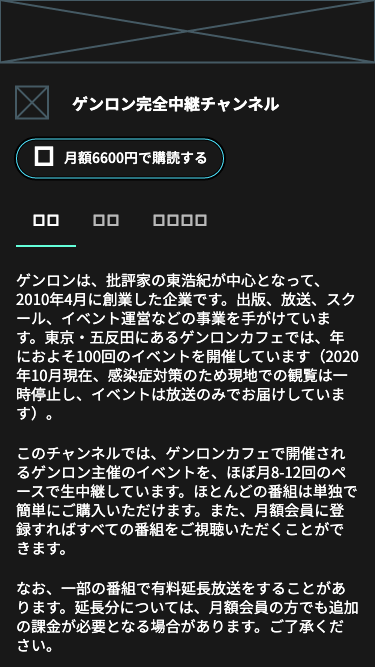 ゲンロン完全中継チャンネル
月額6600円で購読する
ゲンロンは、批評家の東浩紀が中心となって、
2010年4月に創業した企業です。出版、放送、スク
ール、イベント運営などの事業を手がけていま
す。東京・五反田にあるゲンロンカフェでは、年
におよそ100回のイベントを開催しています（2020
年10月現在、感染症対策のため現地での観覧は一
時停止し、イベントは放送のみでお届けしていま
す）。
このチャンネルでは、ゲンロンカフェで開催され
るゲンロン主催のイベントを、ほぼ月8-12回のペ
ースで生中継しています。ほとんどの番組は単独で
簡単にご購入いただけます。また、月額会員に登
録すればすべての番組をご視聴いただくことがで
きます。
なお、一部の番組で有料延長放送をすることがあ
ります。延長分については、月額会員の方でも追加
の課金が必要となる場合があります。ご了承くだ
さい。